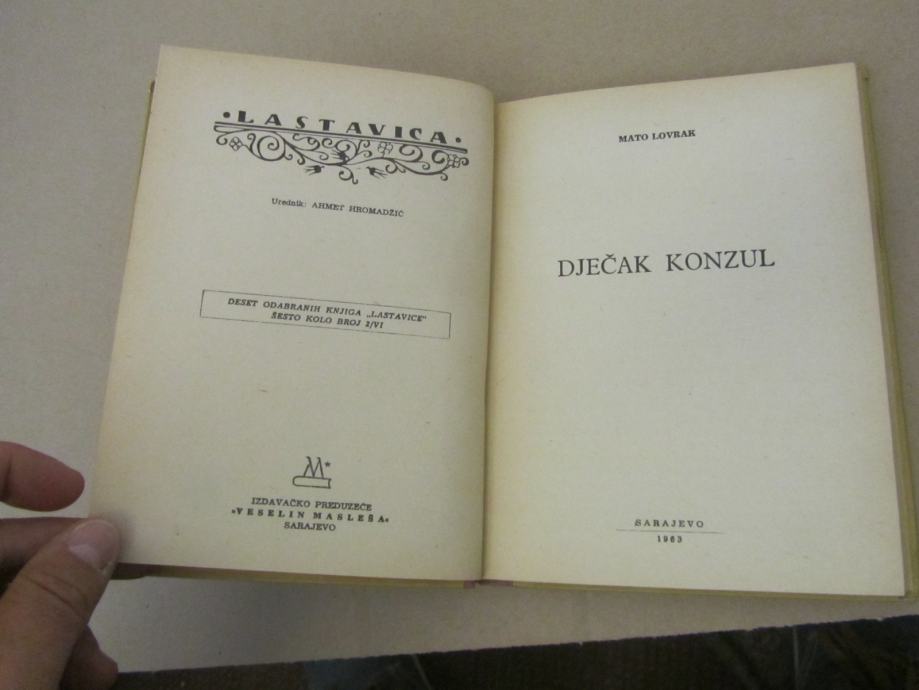 ·LASTAVICA·
Urednik: AHMET HROMADŽIĆ
DESET ODABRANIH KNJIGA „LASTAVICE"
ŠESTO KOLO BROJ 2/VI
M*
IZDAVAČKO PREDUZEĆE
»VESELIN MASLEŠA«
SARAJEVO
MATO LOVRAK
DJEČAK KONZUL
SARAJEVO
1963